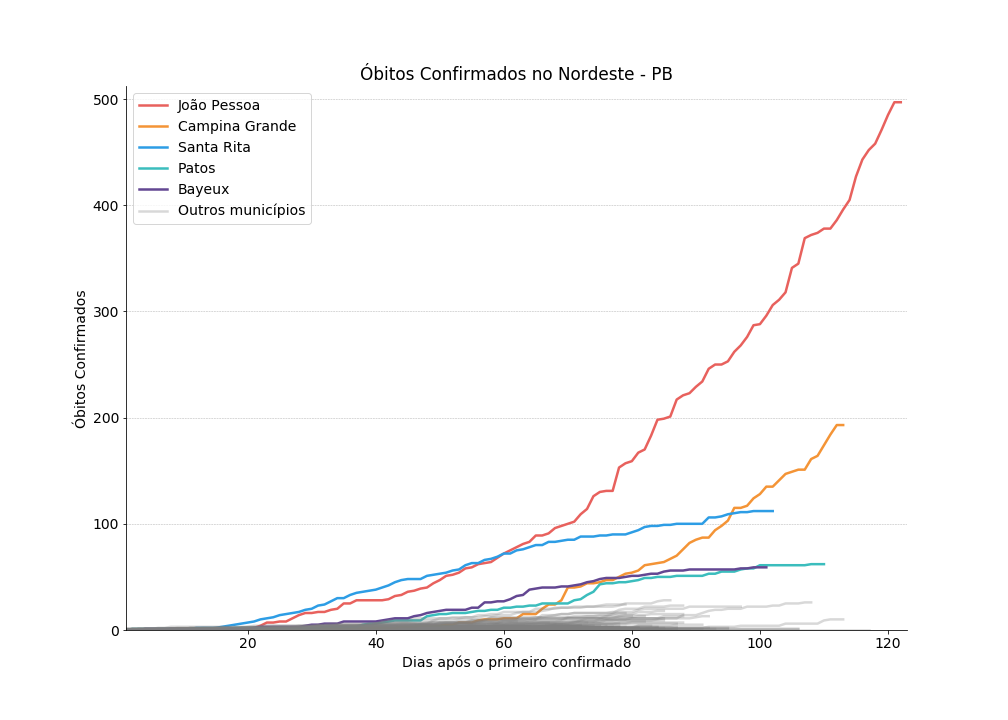 Óbitos Confirmados no Nordeste - PB
João Pessoa
Campina Grande
Santa Rita
Patos
Bayeux
Outros municípios
Óbitos Confirmados
500
400
300
200
100
0
20 40 60 80 100 120
Dias após o primeiro confirmado